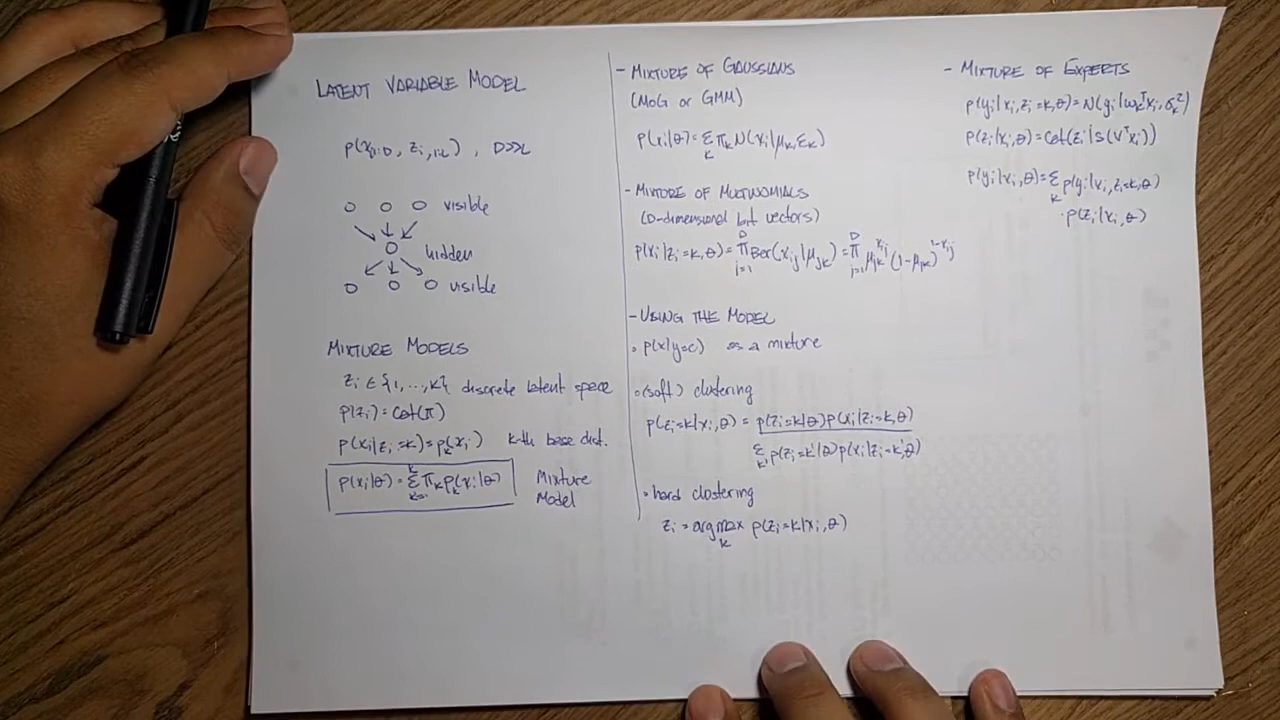 LATENT VARIABLE MODEL
p(x_{i,1:D}, z_{i,1:L}) , D>>L
visible
hidden
visible
MIXTURE MODELS
z_i ∈ {1,...,K} discrete latent space
p(z_i) = Cat(π)
p(x_i|z_i=k) = p_k(x_i) k-th base dist.
p(x_i|θ) = Σ_{k=1}^{K} π_k p_k(x_i|θ) Mixture
Model
- MIXTURE OF GAUSSIANS
(MoG or GMM)
p(x_i|θ) = Σ_k π_k N(x_i|μ_k, Σ_k)
- MIXTURE OF MULTINOMIALS
(D-dimensional bit vectors)
p(x_i|z_i=k,θ) = π_{j=1}^{D} Ber(x_{ij}|μ_{jk}) = π_{j=1}^{D} μ_{jk}^{x_{ij}} (1-μ_{jk})^{1-x_{ij}}
- USING THE MODEL
• p(x|y=c) as a mixture
• (soft) clustering
p(z_i=k|x_i,θ) = p(z_i=k|θ)p(x_i|z_i=k,θ)
Σ_{k'} p(z_i=k'|θ)p(x_i|z_i=k',θ)
• hard clustering
z_i = argmax_k p(z_i=k|x_i,θ)
- MIXTURE OF EXPERTS
p(y_i|x_i,z_i=k,θ) = N(y_i|w_k^T x_i, σ_k^2)
p(z_i|x_i,θ) = Cat(z_i|S(V^T x_i))
p(y_i|x_i,θ) = Σ_k p(y_i|x_i,z_i=k,θ)
· p(z_i|x_i,θ)